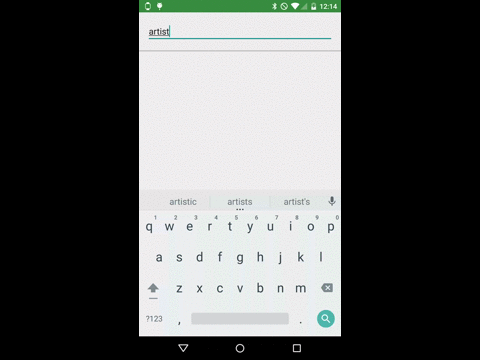 12:14
artist
artistic artists artist's
1 2 3 4 5 6 7 8 9 0
q w e r t y u i o p
a s d f g h j k l
z x c v b n m
?123 , .